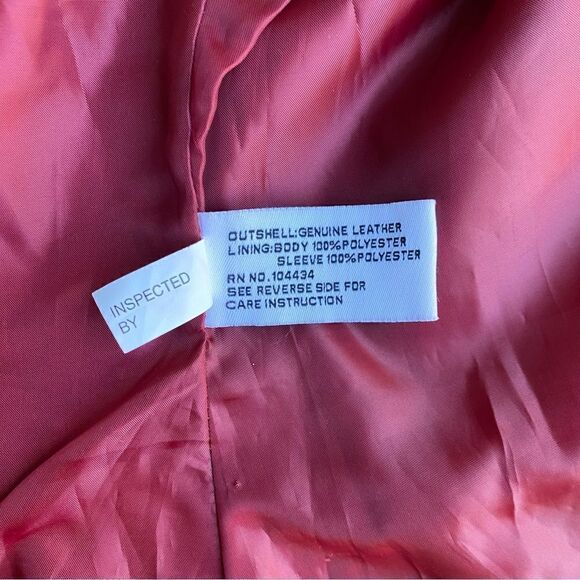 OUTSHELL:GENUINE LEATHER
LINING:BODY 100%POLYESTER
SLEEVE 100%POLYESTER
RN NO.104434
SEE REVERSE SIDE FOR
CARE INSTRUCTION
INSPECTED
BY